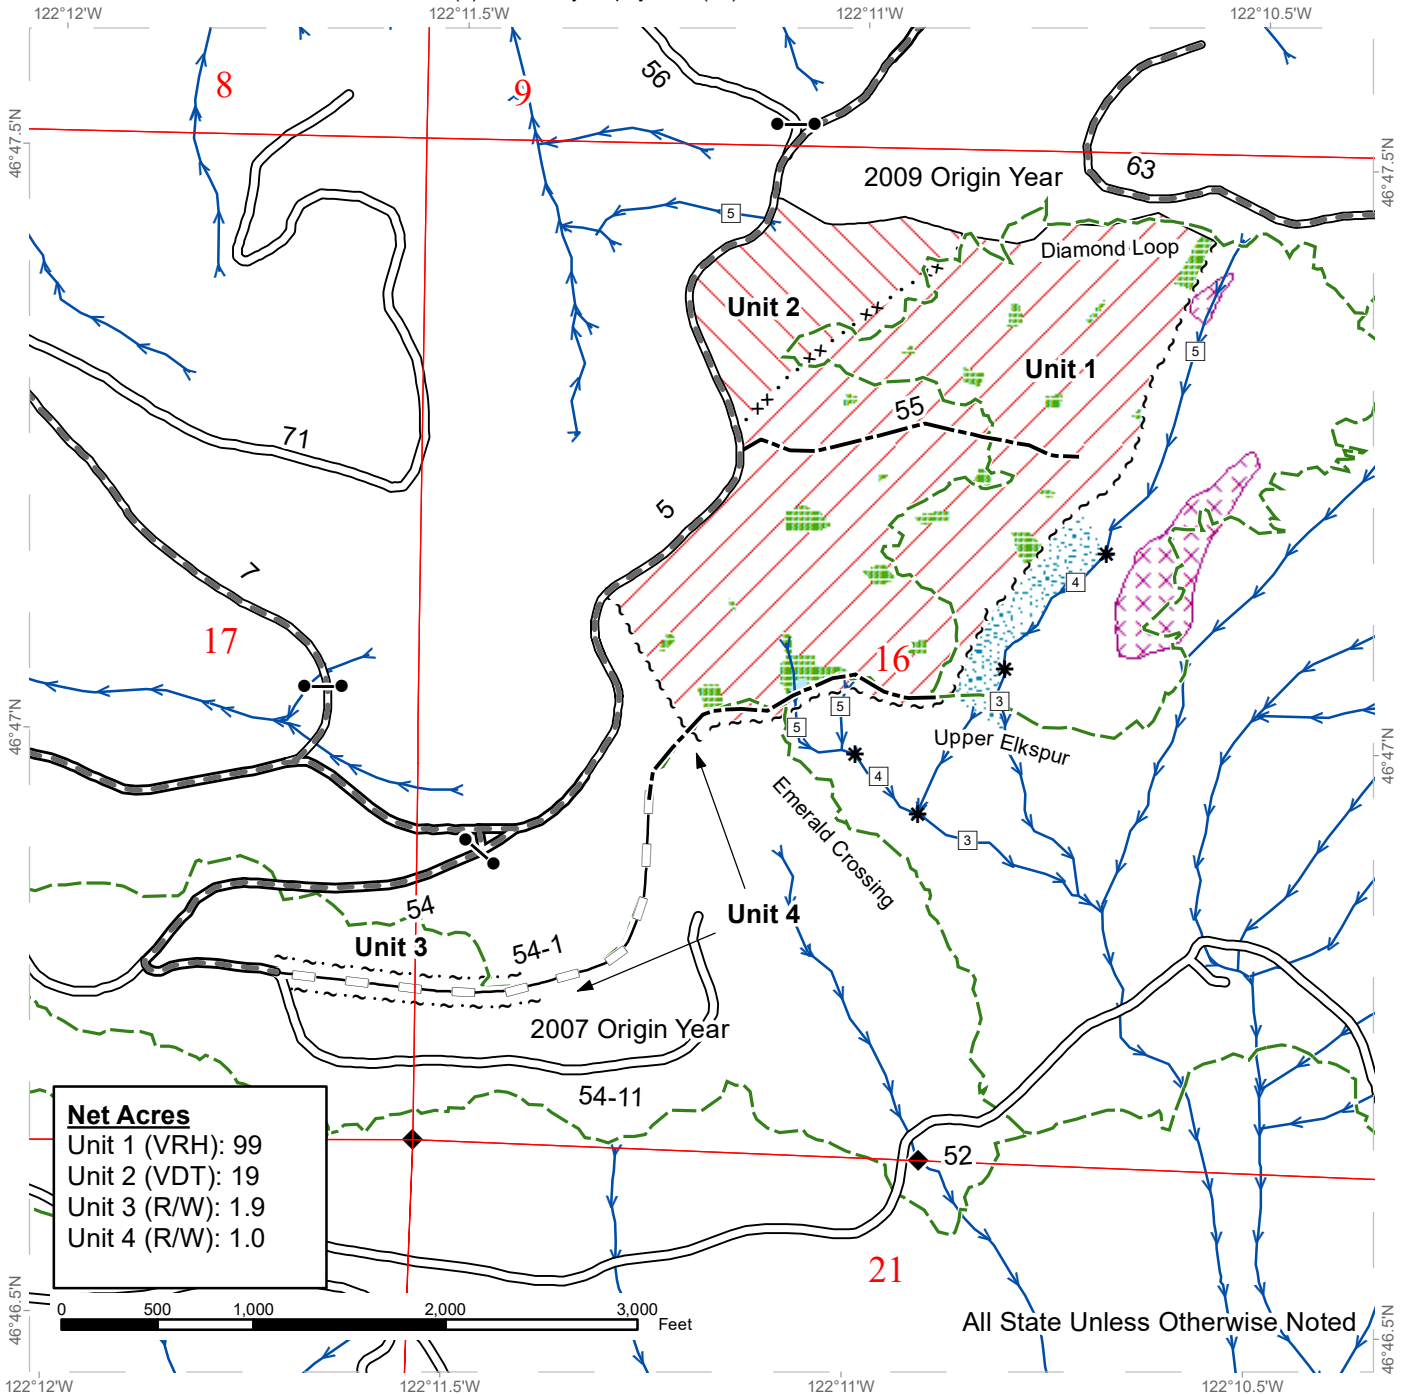 122°12'W 122°11.5'W 122°11'W 122°10.5'W
8
9
56
63
46°47.5'N
46°47.5'N
2009 Origin Year
5
Diamond Loop
Unit 2
Unit 1
5
55
71
5
7
4
17
16
5
3
5
46°47'N
46°47'N
Upper Elkspur
4
Emerald Crossing
3
54
Unit 4
Unit 3
54-1
2007 Origin Year
54-11
52
Net Acres
Unit 1 (VRH): 99
Unit 2 (VDT): 19
Unit 3 (R/W): 1.9
Unit 4 (R/W): 1.0
21
46°46.5'N
46°46.5'N
0 500 1,000 2,000 3,000
Feet
All State Unless Otherwise Noted
122°12'W 122°11.5'W 122°11'W 122°10.5'W